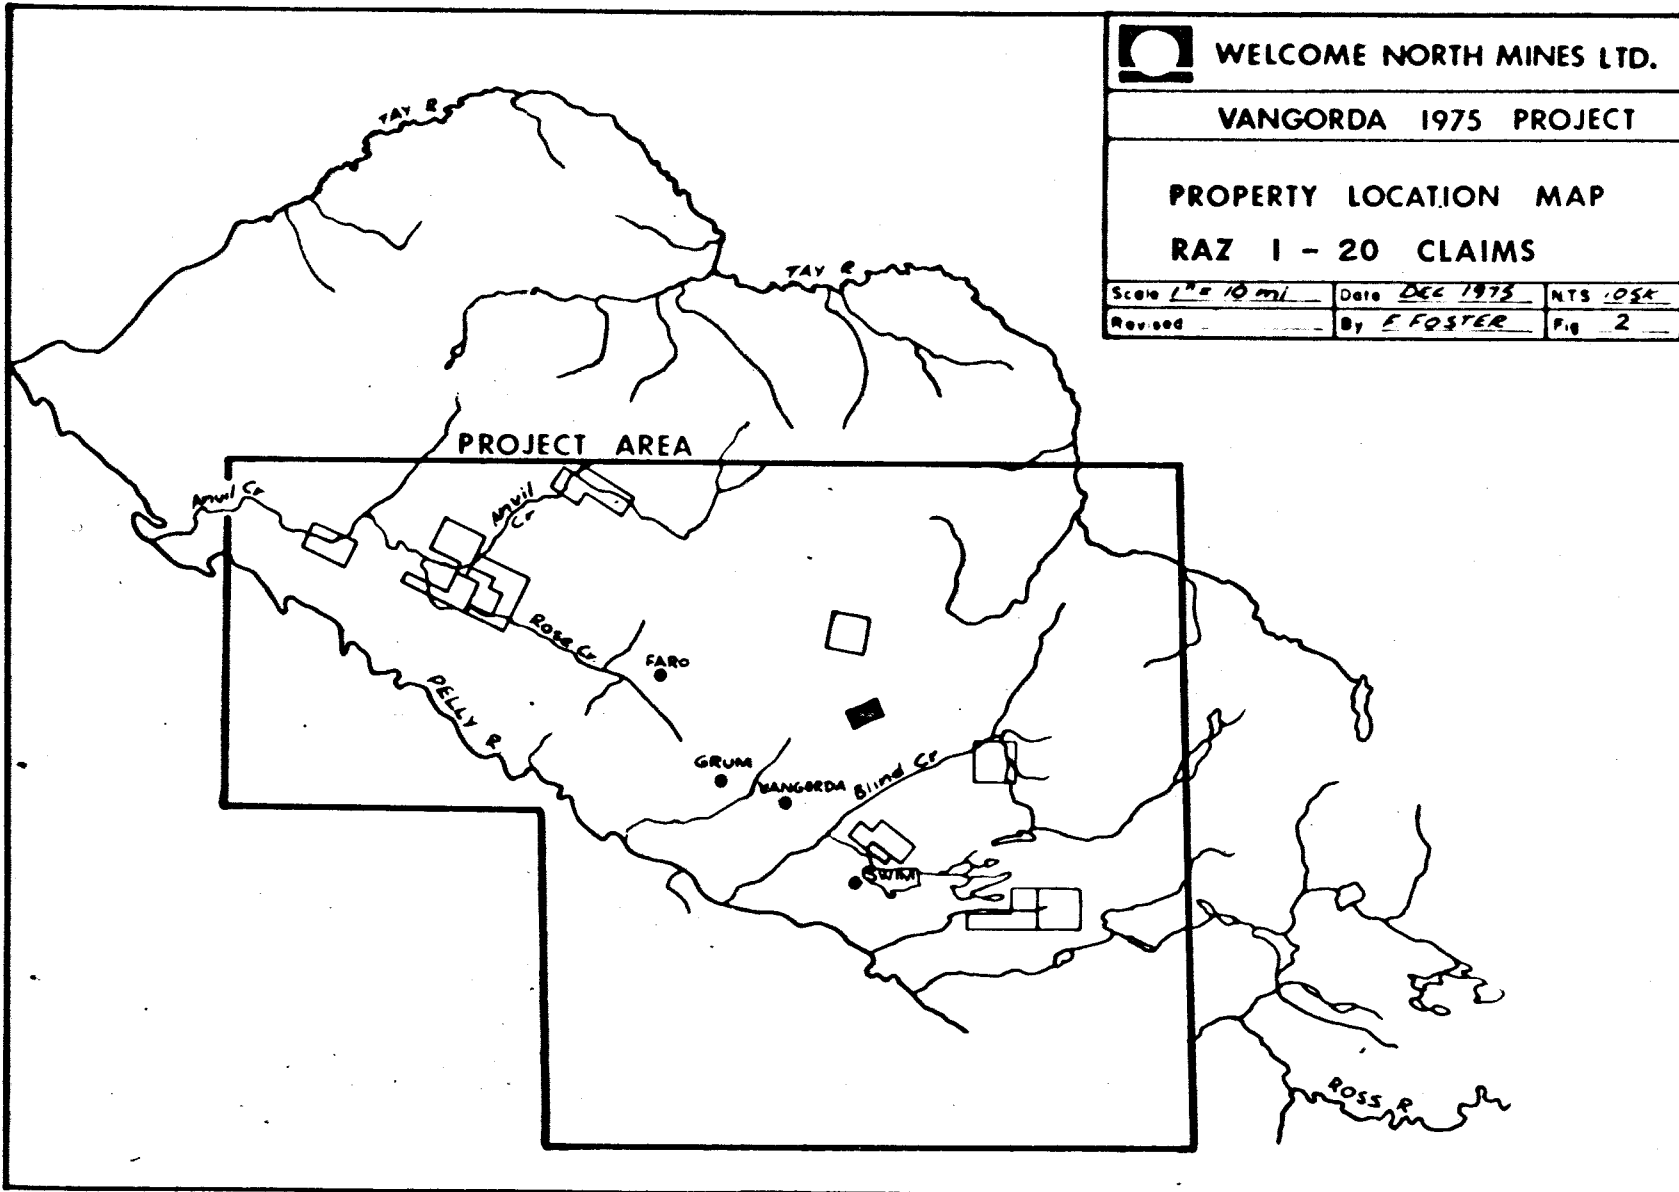 WELCOME NORTH MINES LTD.
VANGORDA 1975 PROJECT
PROPERTY LOCATION MAP
RAZ 1 - 20 CLAIMS
Scale 1" = 10 mi Date DEC 1975 NTS 105K
Revised By F FOSTER Fig 2
TAY R
TAY R
PROJECT AREA
Anvil Cr
Anvil
Cr
Rose Cr.
FARO
PELLY R
GRUM
VANGORDA
Blind Cr
SWIM
ROSS R